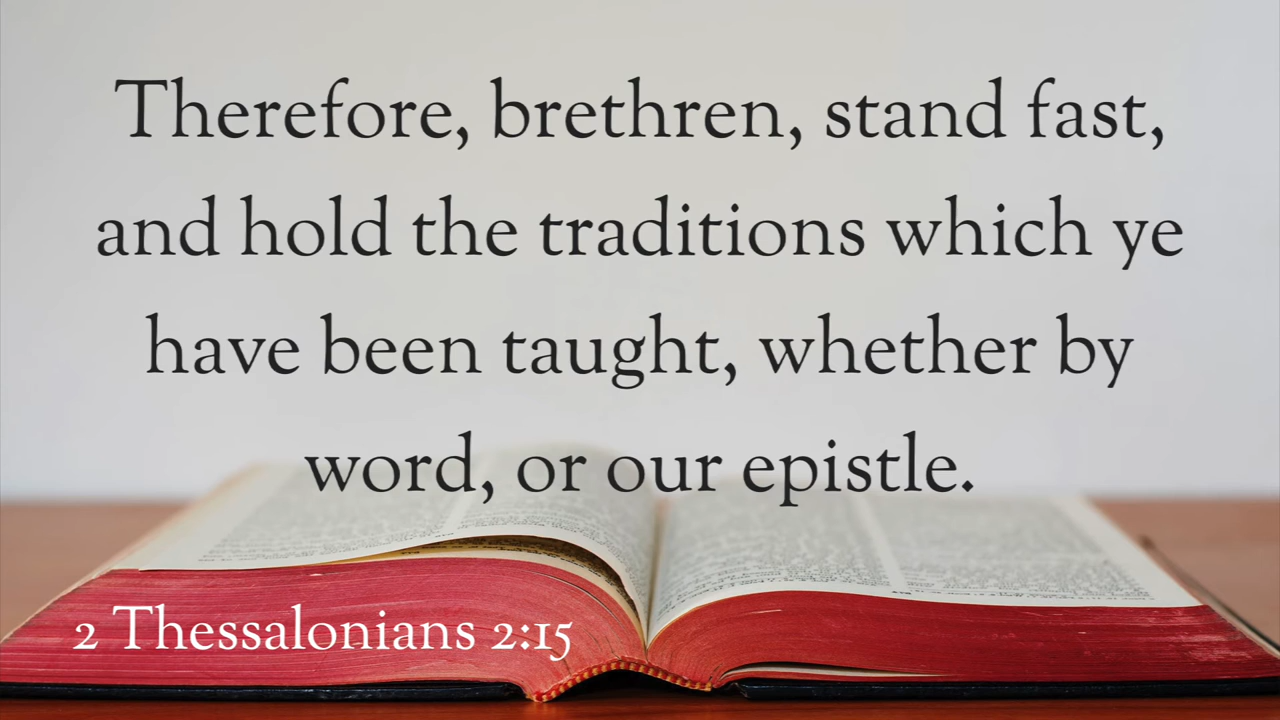 Therefore, brethren, stand fast,
and hold the traditions which ye
have been taught, whether by
word, or our epistle.
2 Thessalonians 2:15